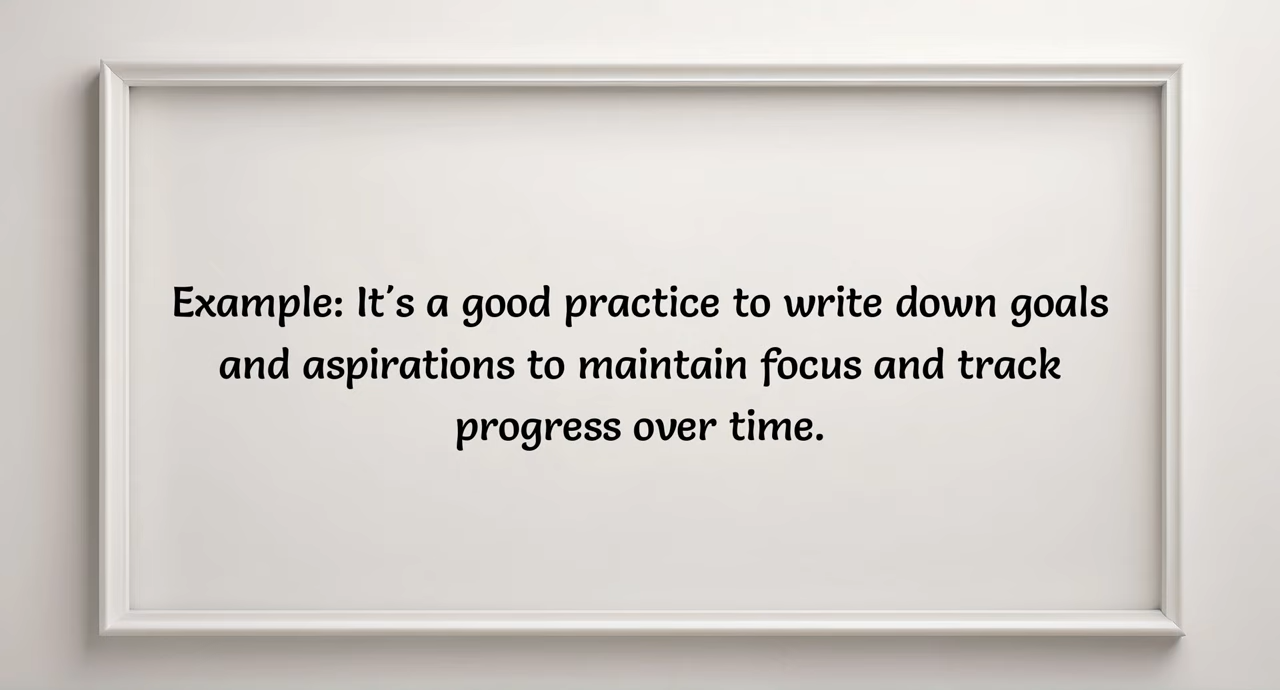 Example: It's a good practice to write down goals
and aspirations to maintain focus and track
progress over time.